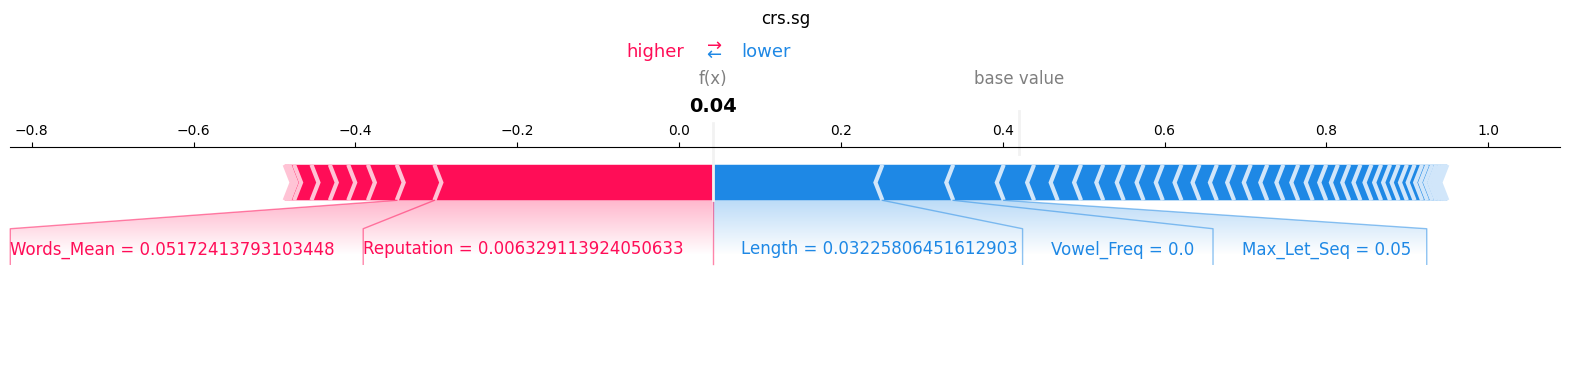 crs.sg
higher ⇄ lower
f(x) base value
0.04
−0.8 −0.6 −0.4 −0.2 0.0 0.2 0.4 0.6 0.8 1.0
Words_Mean = 0.05172413793103448 Reputation = 0.006329113924050633 Length = 0.03225806451612903 Vowel_Freq = 0.0 Max_Let_Seq = 0.05